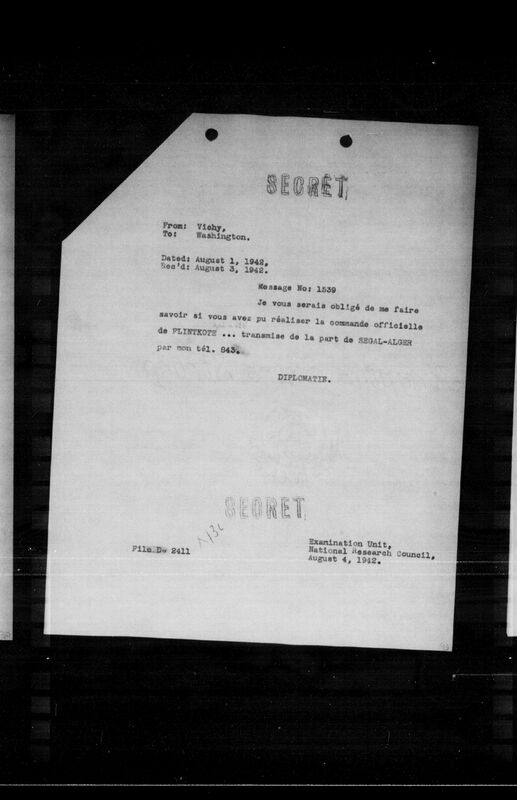 SECRET
From: Vichy,
To: Washington.
Dated: August 1, 1942.
Rec'd: August 3, 1942.
Message No: 1539
Je vous serais obligé de me faire
savoir si vous avez pu réaliser la commande officielle
de FLINTKOTE ... transmise de la part de SEGAL-ALGER
par mon tél. 843.
DIPLOMATIE.
SECRET
File De 2411
Examination Unit,
National Research Council,
August 4, 1942.